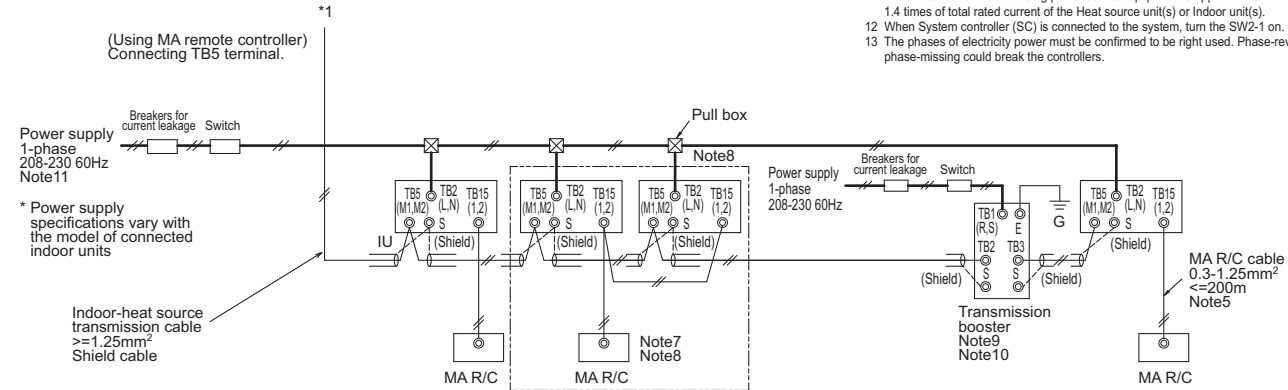 1.4 times of total rated current of the Heat source unit(s) or Indoor unit(s).
12 When System controller (SC) is connected to the system, turn the SW2-1 on.
13 The phases of electricity power must be confirmed to be right used. Phase-rev
phase-missing could break the controllers.
*1
(Using MA remote controller)
Connecting TB5 terminal.
Power supply
1-phase
208-230 60Hz
Note11
Breakers for
current leakage
Switch
* Power supply
specifications vary with
the model of connected
indoor units
Indoor-heat source
transmission cable
>=1.25mm²
Shield cable
IU
TB5
(M1,M2)
TB2
(L,N)
TB15
(1,2)
S
(Shield)
MA R/C
TB5
(M1,M2)
TB2
(L,N)
TB15
(1,2)
S
(Shield)
MA R/C
Note7
Note8
Pull box
Note8
TB5
(M1,M2)
TB2
(L,N)
TB15
(1,2)
S
(Shield)
Power supply
1-phase
208-230 60Hz
Breakers for
current leakage
Switch
TB1
(R,S)
E
G
TB2
TB3
S
S
(Shield)
(Shield)
Transmission
booster
Note9
Note10
TB5
(M1,M2)
TB2
(L,N)
TB15
(1,2)
S
(Shield)
MA R/C cable
0.3-1.25mm²
<=200m
Note5
MA R/C